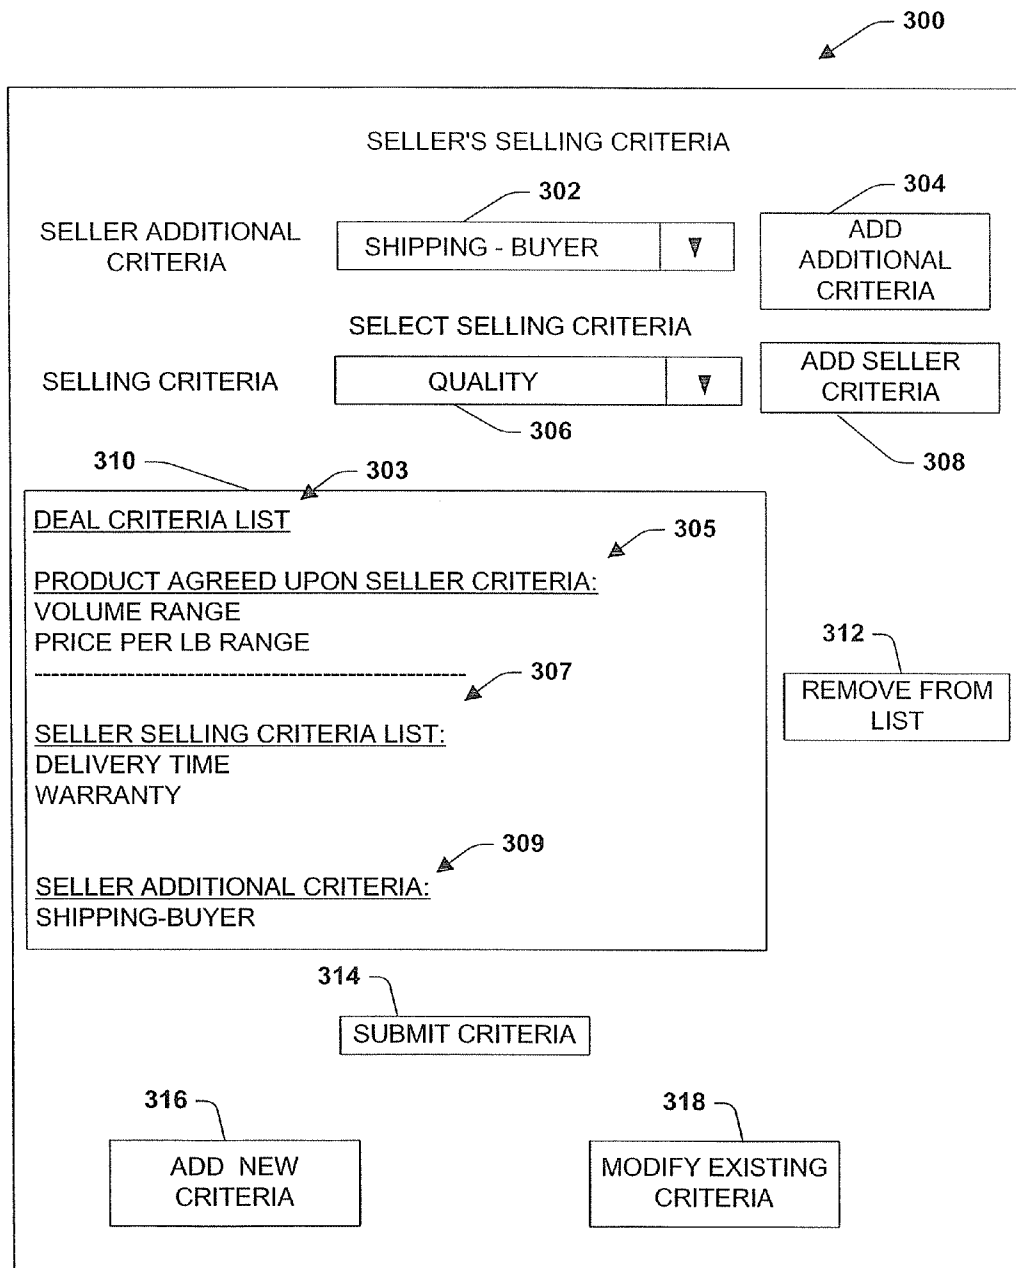 300
SELLER'S SELLING CRITERIA
302
304
SELLER ADDITIONAL
CRITERIA
SHIPPING - BUYER
ADD
ADDITIONAL
CRITERIA
SELECT SELLING CRITERIA
SELLING CRITERIA
QUALITY
ADD SELLER
CRITERIA
306
308
310
303
DEAL CRITERIA LIST
305
PRODUCT AGREED UPON SELLER CRITERIA:
VOLUME RANGE
PRICE PER LB RANGE
------------------------------------------------
307
312
REMOVE FROM
LIST
SELLER SELLING CRITERIA LIST:
DELIVERY TIME
WARRANTY
309
SELLER ADDITIONAL CRITERIA:
SHIPPING-BUYER
314
SUBMIT CRITERIA
316
318
ADD NEW
CRITERIA
MODIFY EXISTING
CRITERIA